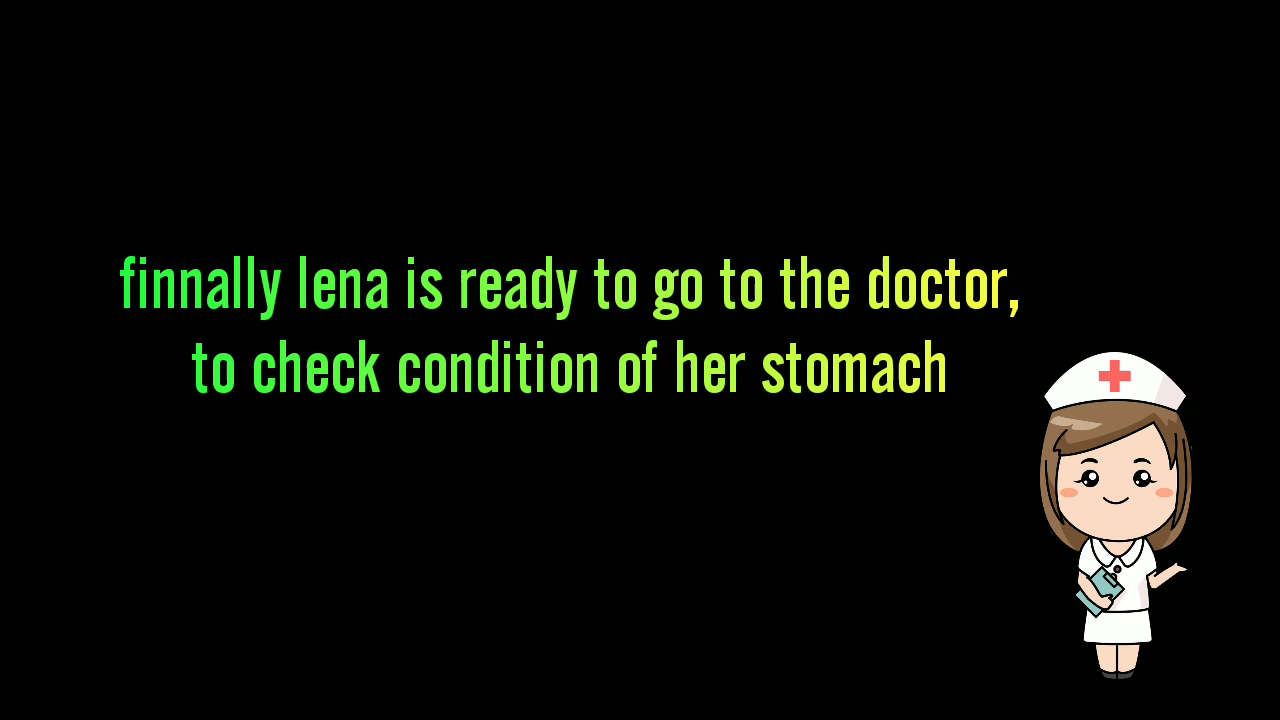 finnally lena is ready to go to the doctor,
to check condition of her stomach